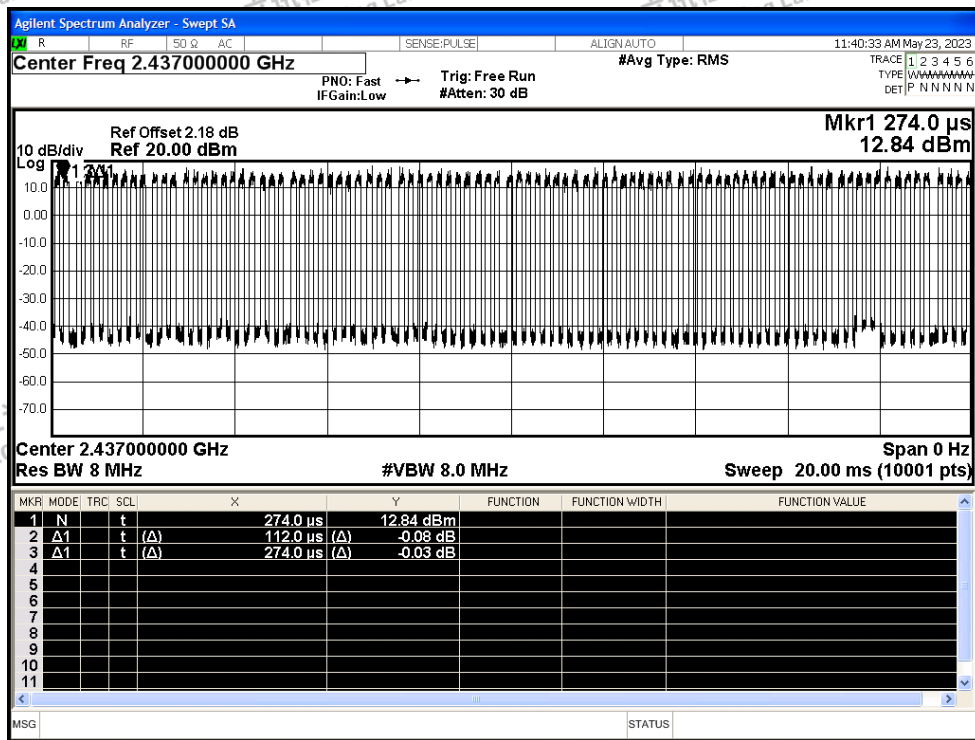 Agilent Spectrum Analyzer - Swept SA
LXI R RF 50 Ω AC SENSE:PULSE ALIGN AUTO 11:40:33 AM May 23, 2023
Center Freq 2.437000000 GHz
PNO: Fast
IFGain:Low
Trig: Free Run
#Atten: 30 dB
#Avg Type: RMS
TRACE 1 2 3 4 5 6
TYPE
DET P N N N N N
Mkr1 274.0 µs
12.84 dBm
Ref Offset 2.18 dB
10 dB/div Ref 20.00 dBm
Log
10.0
0.00
-10.0
-20.0
-30.0
-40.0
-50.0
-60.0
-70.0
Center 2.437000000 GHz Span 0 Hz
Res BW 8 MHz #VBW 8.0 MHz Sweep 20.00 ms (10001 pts)
MKR MODE TRC SCL X Y FUNCTION FUNCTION WIDTH FUNCTION VALUE
1 N t 274.0 µs 12.84 dBm
2 Δ1 t (Δ) 112.0 µs (Δ) -0.08 dB
3 Δ1 t (Δ) 274.0 µs (Δ) -0.03 dB
4
5
6
7
8
9
10
11
MSG STATUS